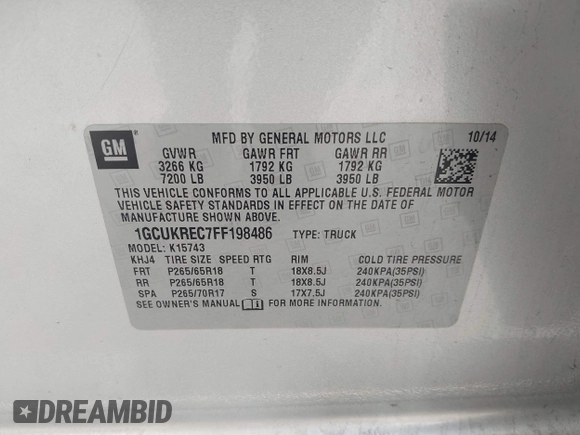 GM
MFD BY GENERAL MOTORS LLC 10/14
GVWR GAWR FRT GAWR RR
3266 KG 1792 KG 1792 KG
7200 LB 3950 LB 3950 LB
THIS VEHICLE CONFORMS TO ALL APPLICABLE U.S. FEDERAL MOTOR
VEHICLE SAFETY STANDARDS IN EFFECT ON THE DATE OF
MANUFACTURE SHOWN ABOVE.
1GCUKREC7FF198486 TYPE: TRUCK
MODEL: K15743
KHJ4 TIRE SIZE SPEED RTG RIM COLD TIRE PRESSURE
FRT P265/65R18 T 18X8.5J 240KPA(35PSI)
RR P265/65R18 T 18X8.5J 240KPA(35PSI)
SPA P265/70R17 S 17X7.5J 240KPA(35PSI)
SEE OWNER'S MANUAL FOR MORE INFORMATION
DREAMBID